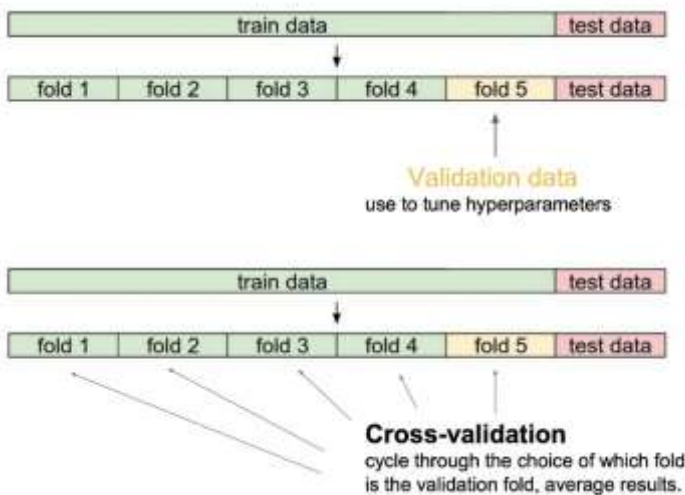 train data test data
fold 1 fold 2 fold 3 fold 4 fold 5 test data
Validation data
use to tune hyperparameters
train data test data
fold 1 fold 2 fold 3 fold 4 fold 5 test data
Cross-validation
cycle through the choice of which fold
is the validation fold, average results.